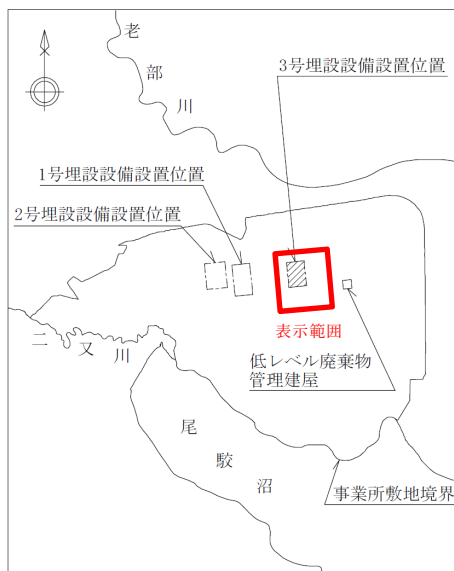 老部川
3号埋設設備設置位置
1号埋設設備設置位置
2号埋設設備設置位置
表示範囲
二又川
低レベル廃棄物
管理建屋
尾駮沼
事業所敷地境界